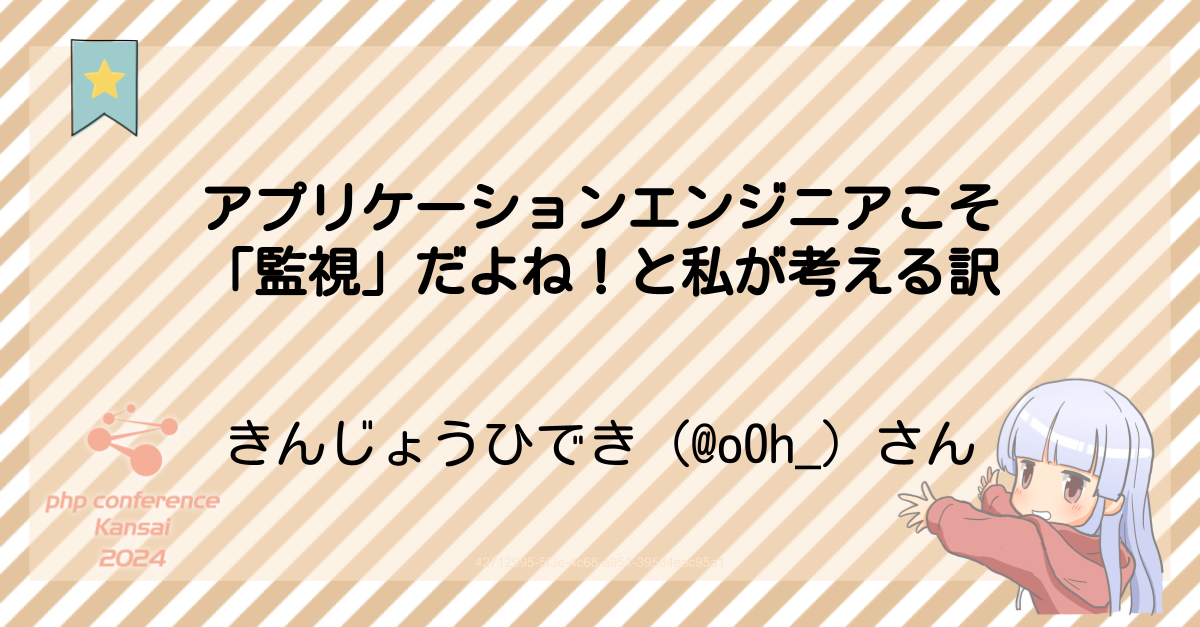 アプリケーションエンジニアこそ
「監視」だよね！と私が考える訳
きんじょうひでき（@o0h_）さん
php conference
Kansai
2024